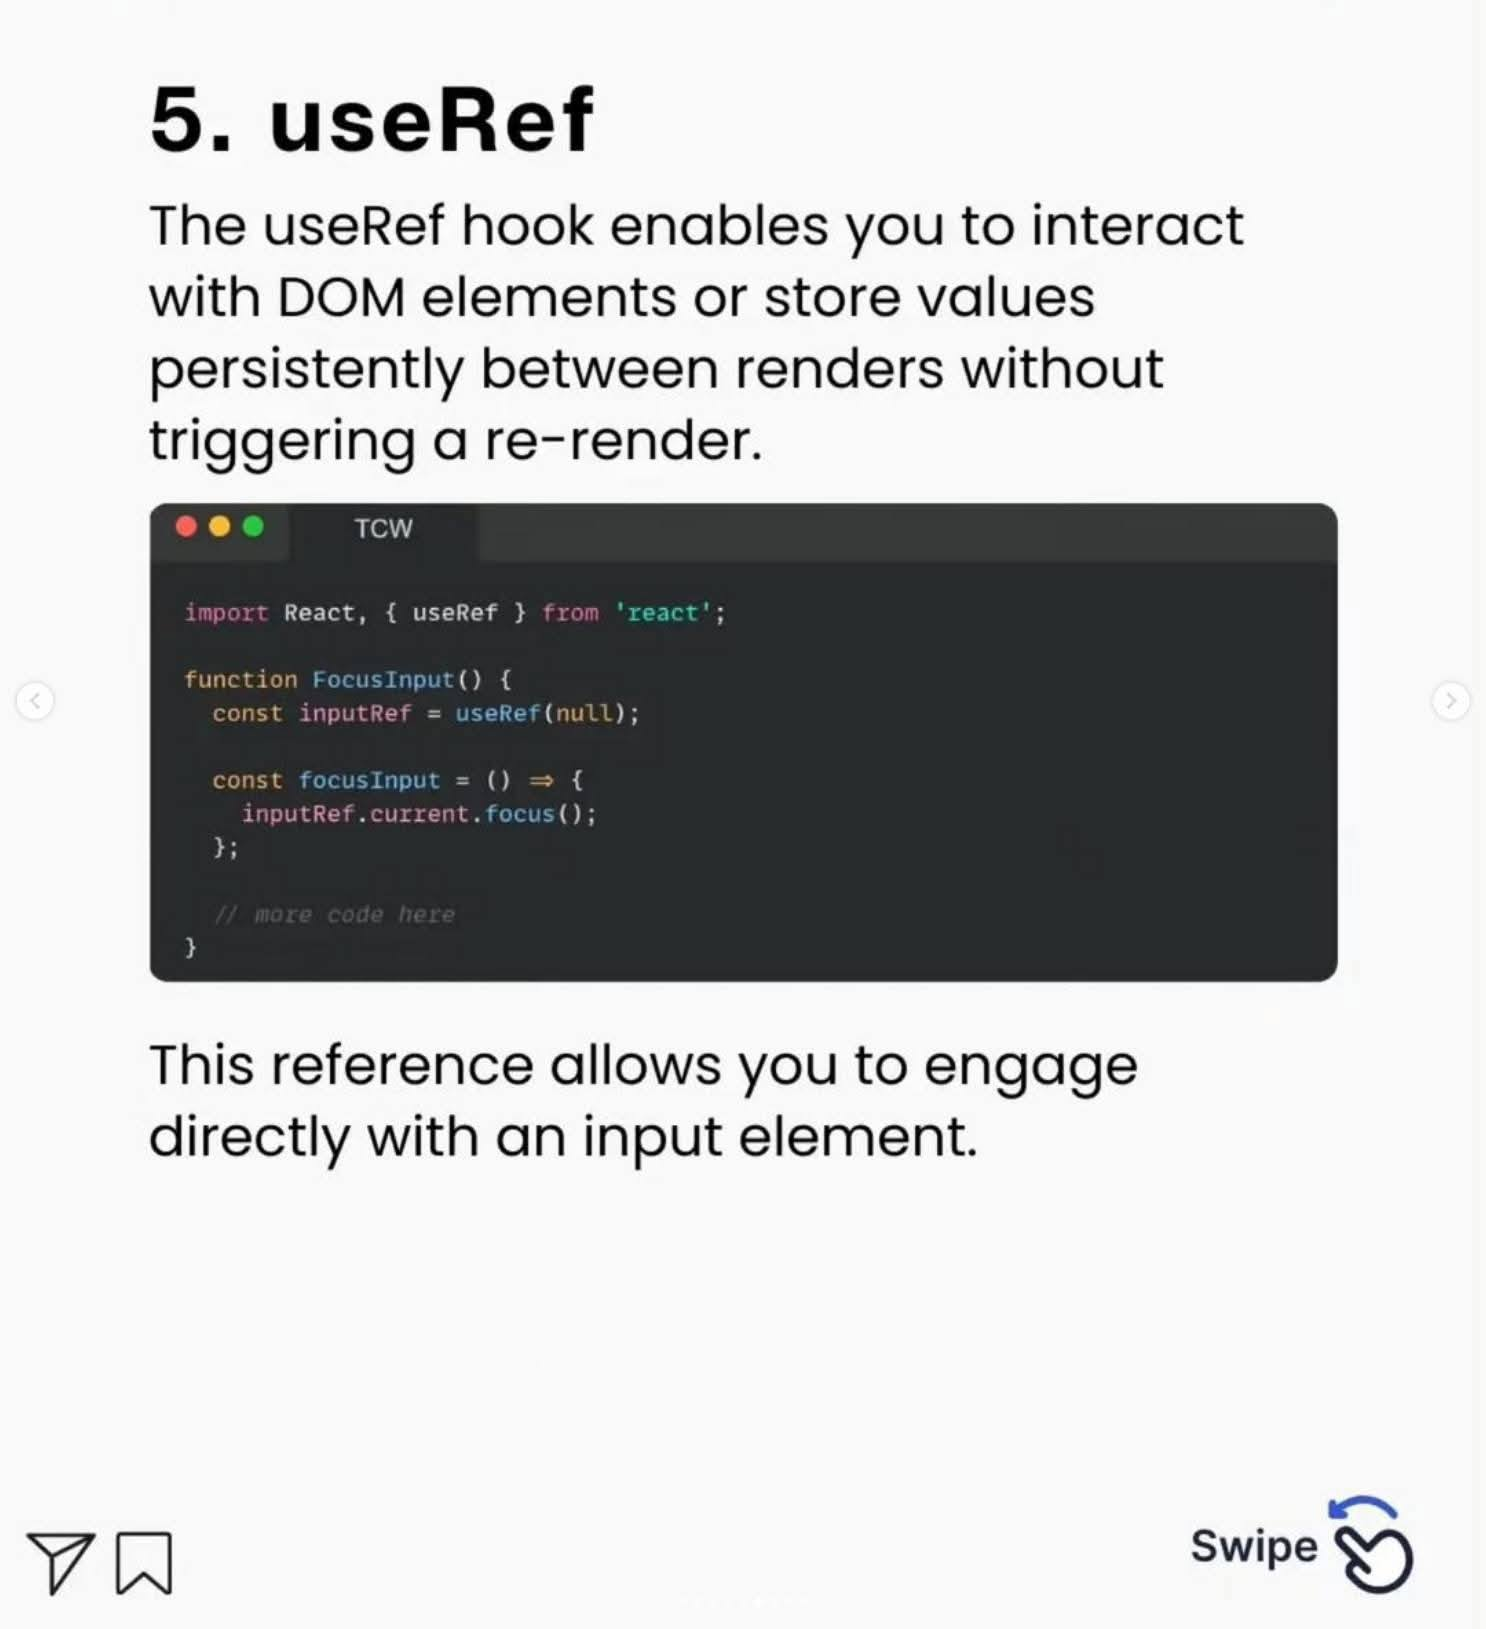 5. useRef
The useRef hook enables you to interact
with DOM elements or store values
persistently between renders without
triggering a re-render.
TCW
import React, { useRef } from 'react';
function FocusInput() {
const inputRef = useRef(null);
const focusInput = () ⇒ {
inputRef.current.focus();
};
// more code here
}
This reference allows you to engage
directly with an input element.
Swipe